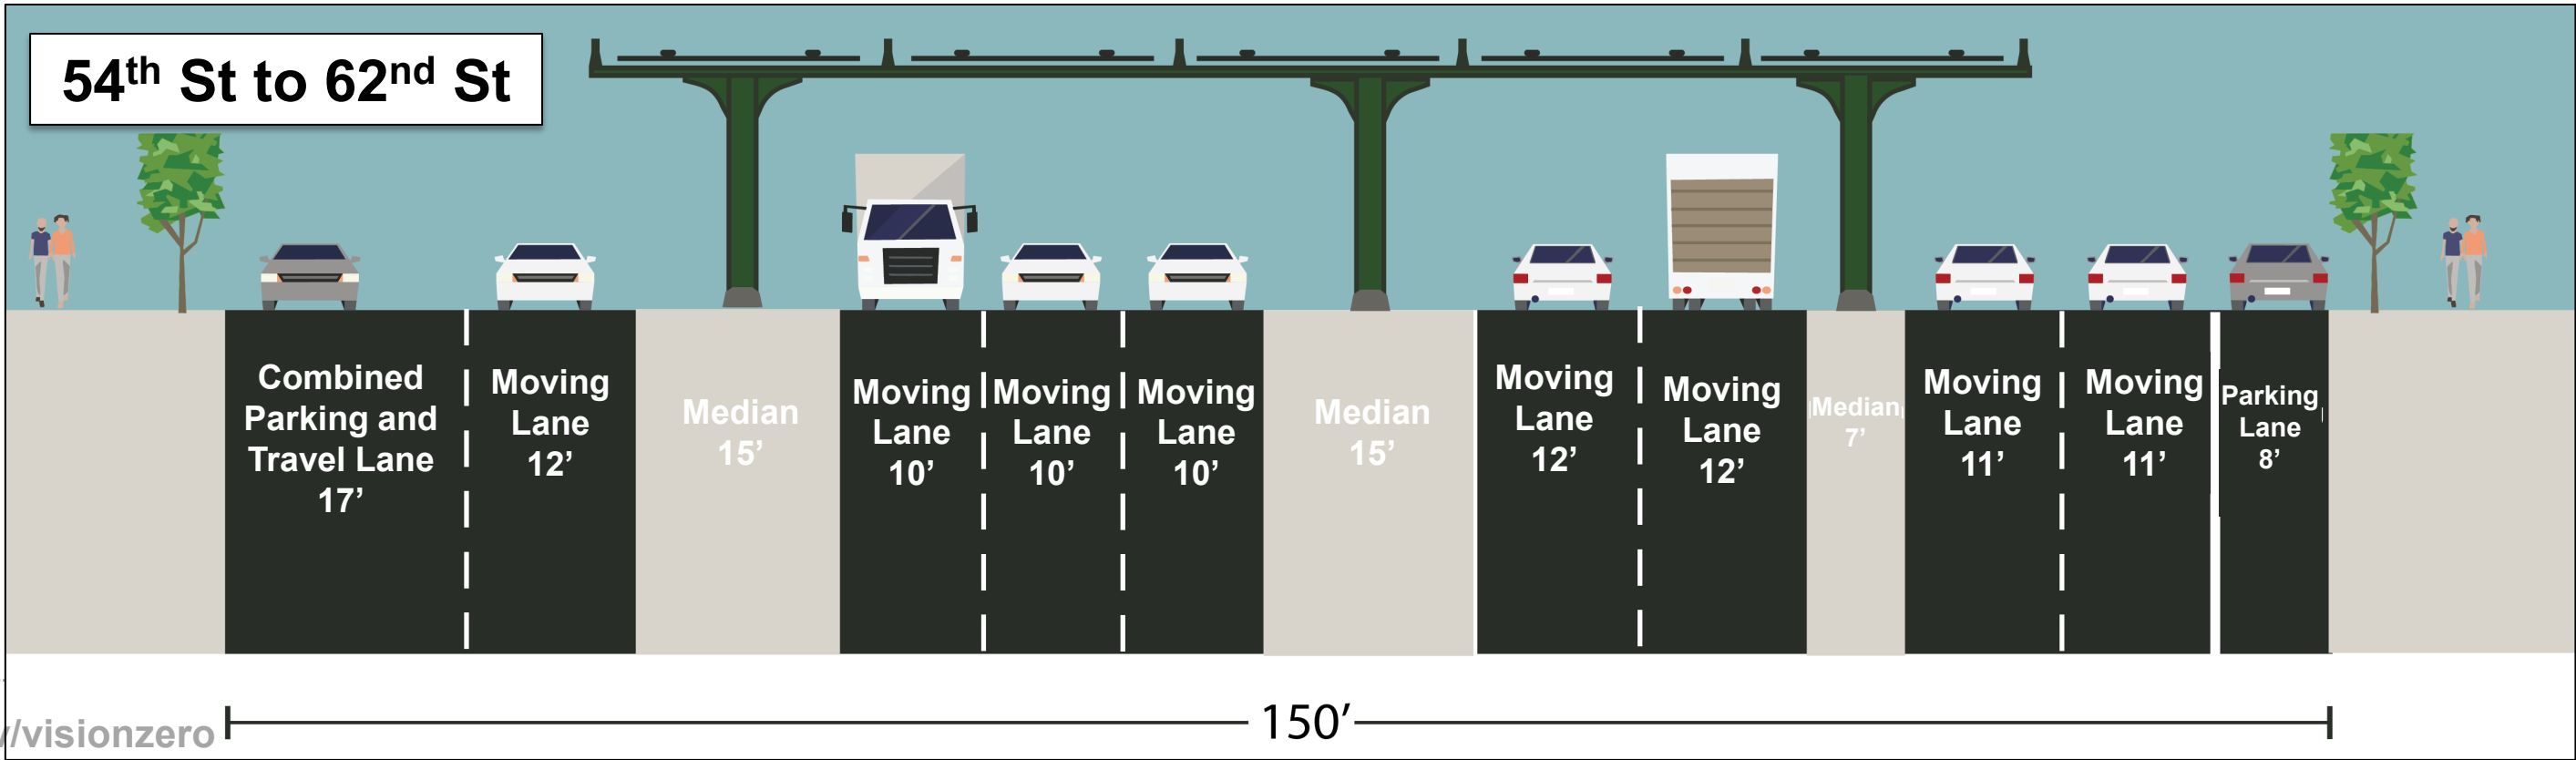 54th St to 62nd St
Combined
Parking and
Travel Lane
17’
Moving
Lane
12’
Median
15’
Moving
Lane
10’
Moving
Lane
10’
Moving
Lane
10’
Median
15’
Moving
Lane
12’
Moving
Lane
12’
Median
7’
Moving
Lane
11’
Moving
Lane
11’
Parking
Lane
8’
150’
/visionzero